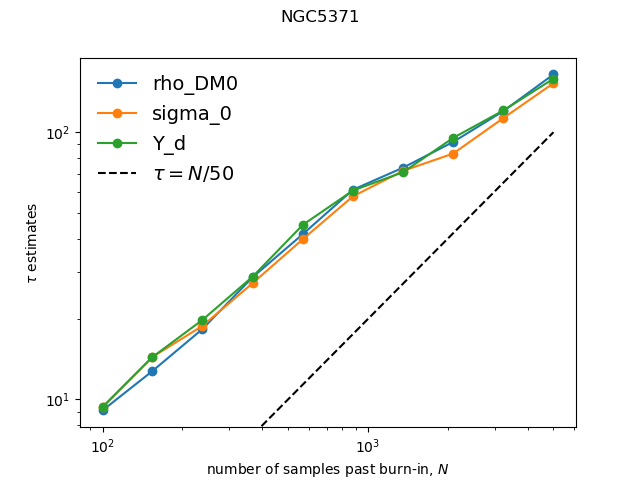 NGC5371
rho_DM0
sigma_0
Y_d
τ = N/50
10²
10¹
τ estimates
10² 10³
number of samples past burn-in, N